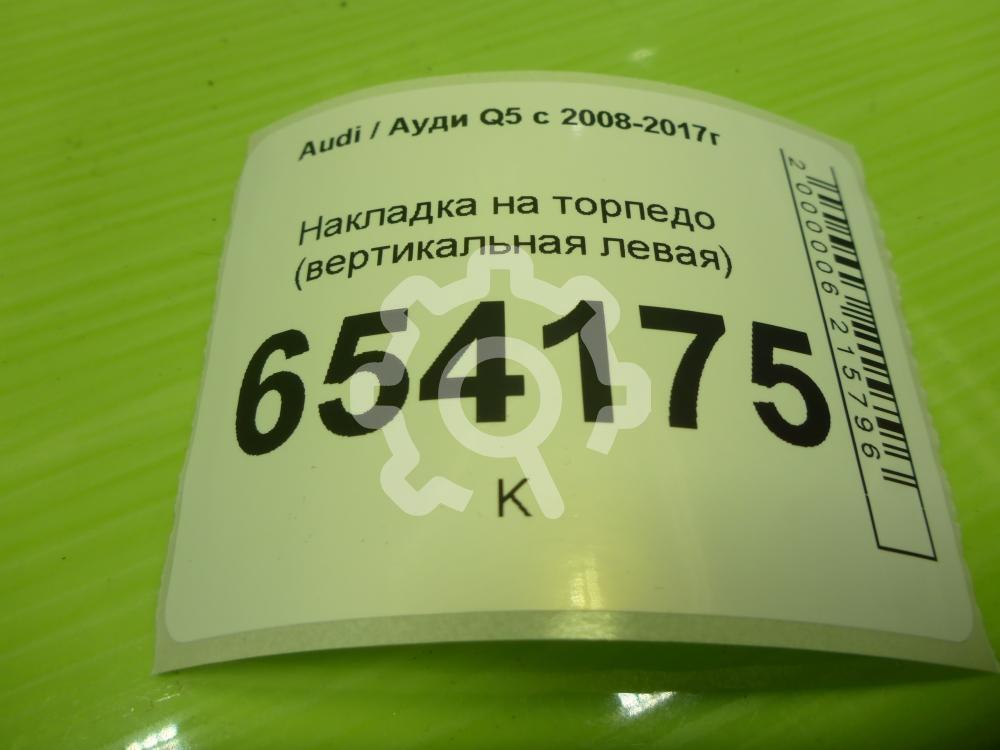 Audi / Ауди Q5 с 2008-2017г
Накладка на торпедо
(вертикальная левая)
654175
К
2000006215796